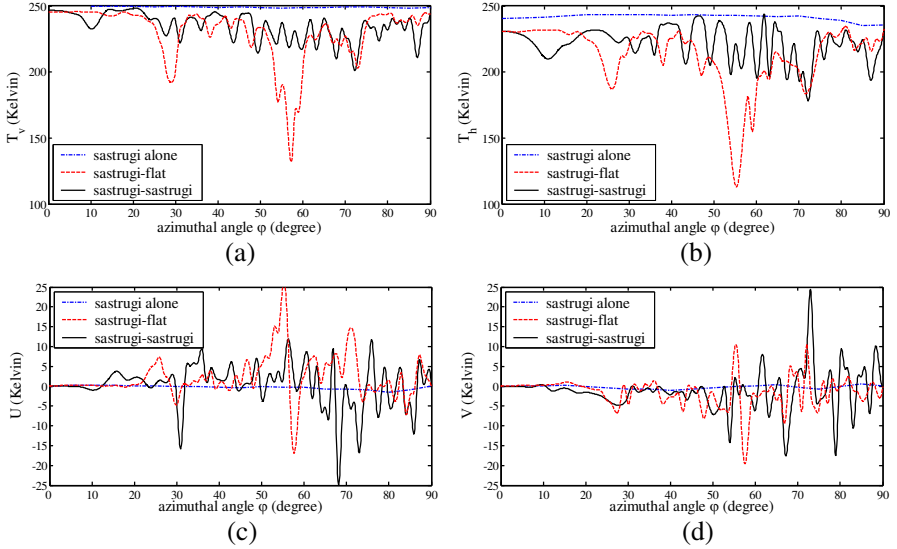 250
200
150
100
T_v (Kelvin)
sastrugi alone
sastrugi-flat
sastrugi-sastrugi
0 10 20 30 40 50 60 70 80 90
azimuthal angle φ (degree)
(a)
250
200
150
100
T_h (Kelvin)
sastrugi alone
sastrugi-flat
sastrugi-sastrugi
0 10 20 30 40 50 60 70 80 90
azimuthal angle φ (degree)
(b)
25
20
15
10
5
0
-5
-10
-15
-20
-25
U (Kelvin)
sastrugi alone
sastrugi-flat
sastrugi-sastrugi
0 10 20 30 40 50 60 70 80 90
azimuthal angle φ (degree)
(c)
25
20
15
10
5
0
-5
-10
-15
-20
-25
V (Kelvin)
sastrugi alone
sastrugi-flat
sastrugi-sastrugi
0 10 20 30 40 50 60 70 80 90
azimuthal angle φ (degree)
(d)